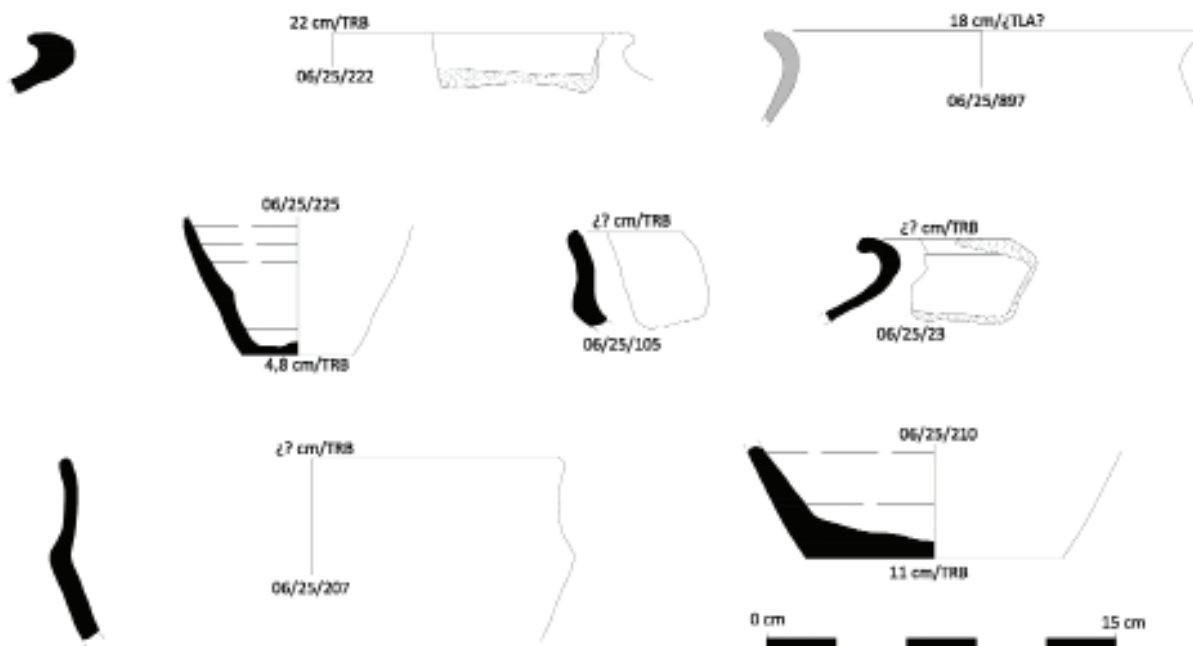 22 cm/TRB
06/25/222
18 cm/¿TLA?
06/25/897
06/25/225
4,8 cm/TRB
¿? cm/TRB
06/25/105
¿? cm/TRB
06/25/23
¿? cm/TRB
06/25/207
06/25/210
11 cm/TRB
0 cm
15 cm